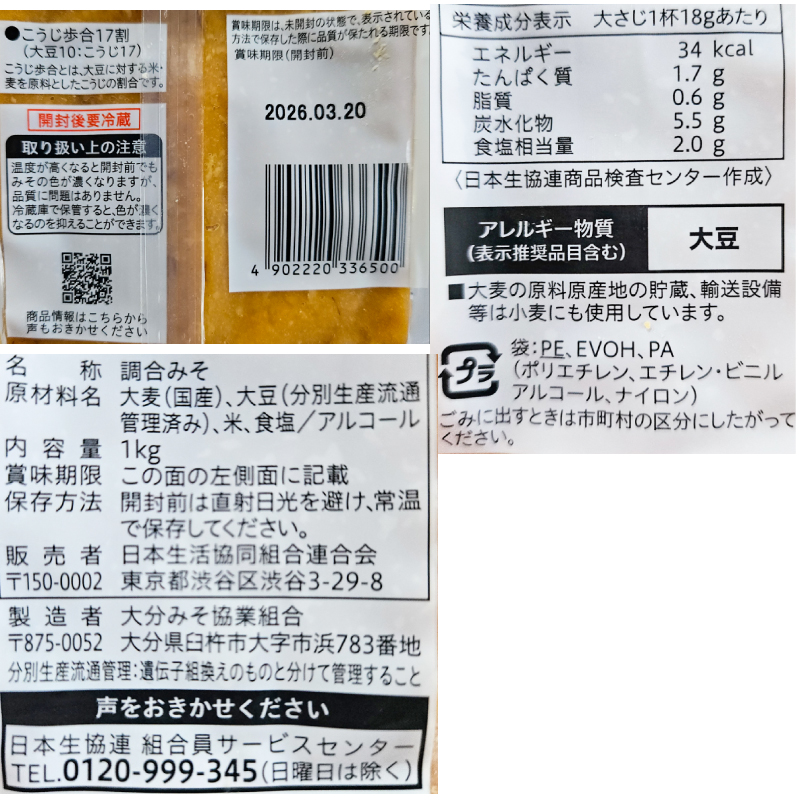 ●こうじ歩合17割
(大豆10:こうじ17)
こうじ歩合とは、大豆に対する米・
麦を原料としたこうじの割合です。
開封後要冷蔵
取り扱い上の注意
温度が高くなると開封前でも
みその色が濃くなりますが、
品質に問題はありません。
冷蔵庫で保管すると、色が濃く
なるのを抑えることができます。
商品情報はこちらから
声もおきかせください
賞味期限は、未開封の状態で、表示されている
方法で保存した際に品質が保たれる期限です。
賞味期限(開封前)
2026.03.20
4 902220 336500
栄養成分表示 大さじ1杯18gあたり
エネルギー 34 kcal
たんぱく質 1.7 g
脂質 0.6 g
炭水化物 5.5 g
食塩相当量 2.0 g
〈日本生協連商品検査センター作成〉
アレルギー物質
(表示推奨品目含む)
大豆
■大麦の原料原産地の貯蔵、輸送設備
等は小麦にも使用しています。
プラ
袋:PE、EVOH、PA
(ポリエチレン、エチレン・ビニル
アルコール、ナイロン)
ごみに出すときは市町村の区分にしたがって
ください。
名称 調合みそ
原材料名 大麦(国産)、大豆(分別生産流通
管理済み)、米、食塩/アルコール
内容量 1kg
賞味期限 この面の左側面に記載
保存方法 開封前は直射日光を避け、常温
で保存してください。
販売者 日本生活協同組合連合会
〒150-0002 東京都渋谷区渋谷3-29-8
製造者 大分みそ協業組合
〒875-0052 大分県臼杵市大字市浜783番地
分別生産流通管理:遺伝子組換えのものと分けて管理すること
声をおきかせください
日本生協連 組合員サービスセンター
TEL.0120-999-345(日曜日は除く)